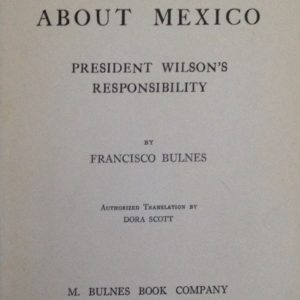 ABOUT MEXICO
PRESIDENT WILSON'S
RESPONSIBILITY
BY
FRANCISCO BULNES
AUTHORIZED TRANSLATION BY
DORA SCOTT
M. BULNES BOOK COMPANY